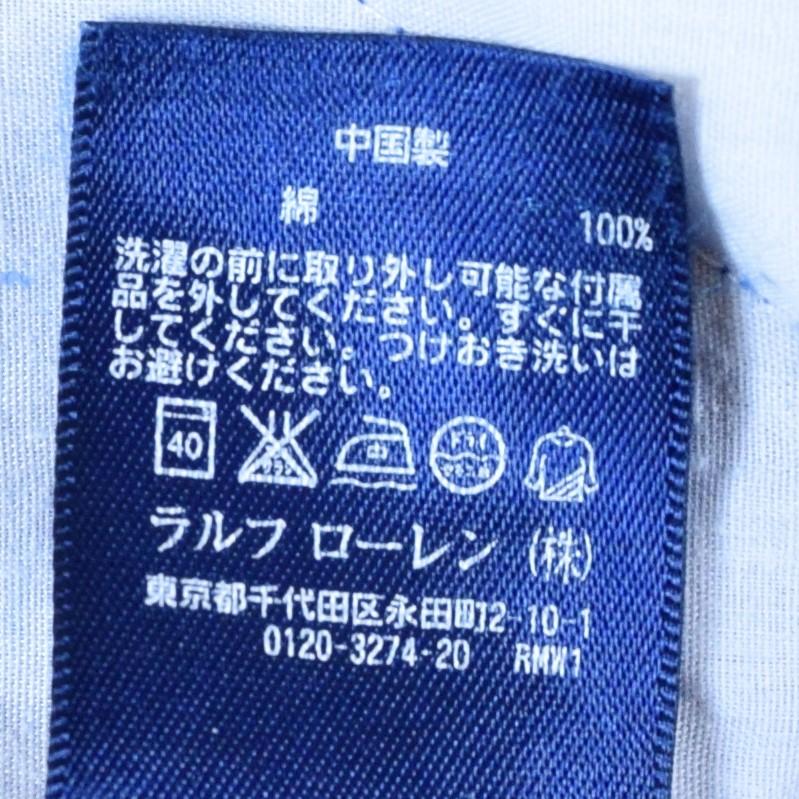 中国製
綿 100%
洗濯の前に取り外し可能な付属
品を外してください。すぐに干
してください。つけおき洗いは
お避けください。
40 中 ドライ
ラルフ ローレン (株)
東京都千代田区永田町2-10-1
0120-3274-20 RMW1